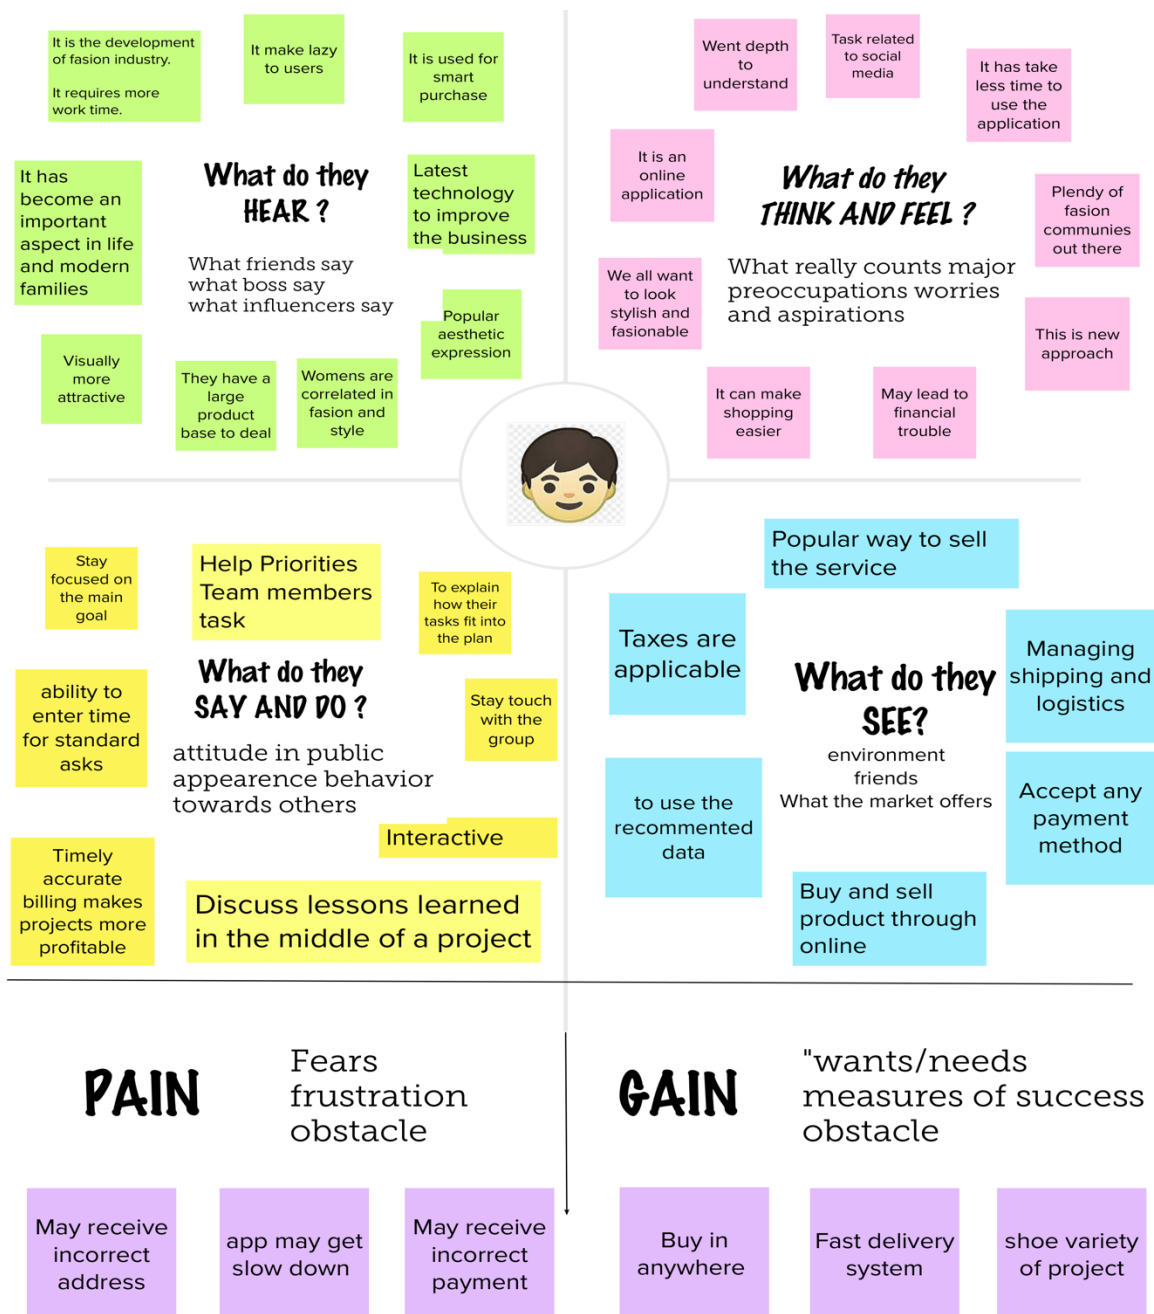 It is the development
of fasion industry.
It requires more
work time.
It make lazy
to users
It is used for
smart
purchase
It has
become an
important
aspect in life
and modern
families
What do they
HEAR ?
What friends say
what boss say
what influencers say
Latest
technology
to improve
the business
Popular
aesthetic
expression
Visually
more
attractive
They have a
large
product
base to deal
Womens are
correlated in
fasion and
style
Went depth
to
understand
Task related
to social
media
It has take
less time to
use the
application
It is an
online
application
What do they
THINK AND FEEL ?
What really counts major
preoccupations worries
and aspirations
Plendy of
fasion
communies
out there
We all want
to look
stylish and
fasionable
This is new
approach
It can make
shopping
easier
May lead to
financial
trouble
Stay
focused on
the main
goal
Help Priorities
Team members
task
To explain
how their
tasks fit into
the plan
ability to
enter time
for standard
asks
What do they
SAY AND DO ?
attitude in public
appearence behavior
towards others
Stay touch
with the
group
Interactive
Timely
accurate
billing makes
projects more
profitable
Discuss lessons learned
in the middle of a project
Popular way to sell
the service
Taxes are
applicable
What do they
SEE?
environment
friends
What the market offers
Managing
shipping and
logistics
to use the
recommented
data
Accept any
payment
method
Buy and sell
product through
online
PAIN
Fears
frustration
obstacle
GAIN
"wants/needs
measures of success
obstacle
May receive
incorrect
address
app may get
slow down
May receive
incorrect
payment
Buy in
anywhere
Fast delivery
system
shoe variety
of project